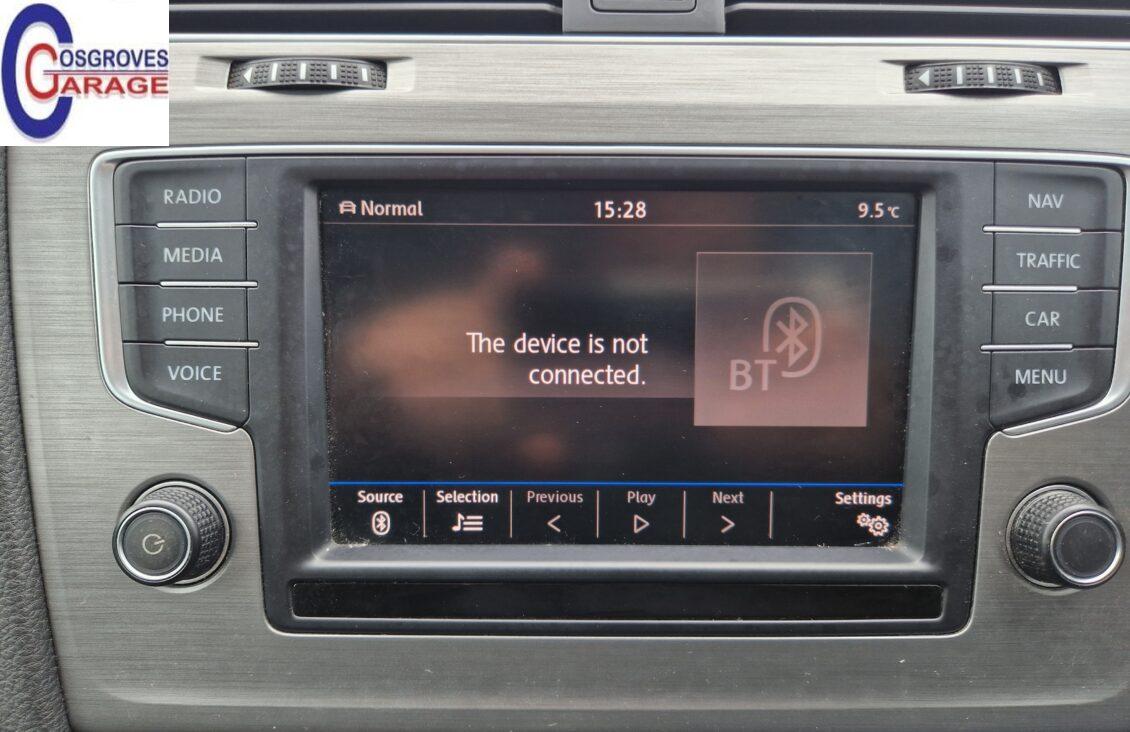 COSGROVES
GARAGE
RADIO
MEDIA
PHONE
VOICE
Normal 15:28 9.5°C
The device is not
connected.
BT
Source Selection Previous Play Next Settings
NAV
TRAFFIC
CAR
MENU